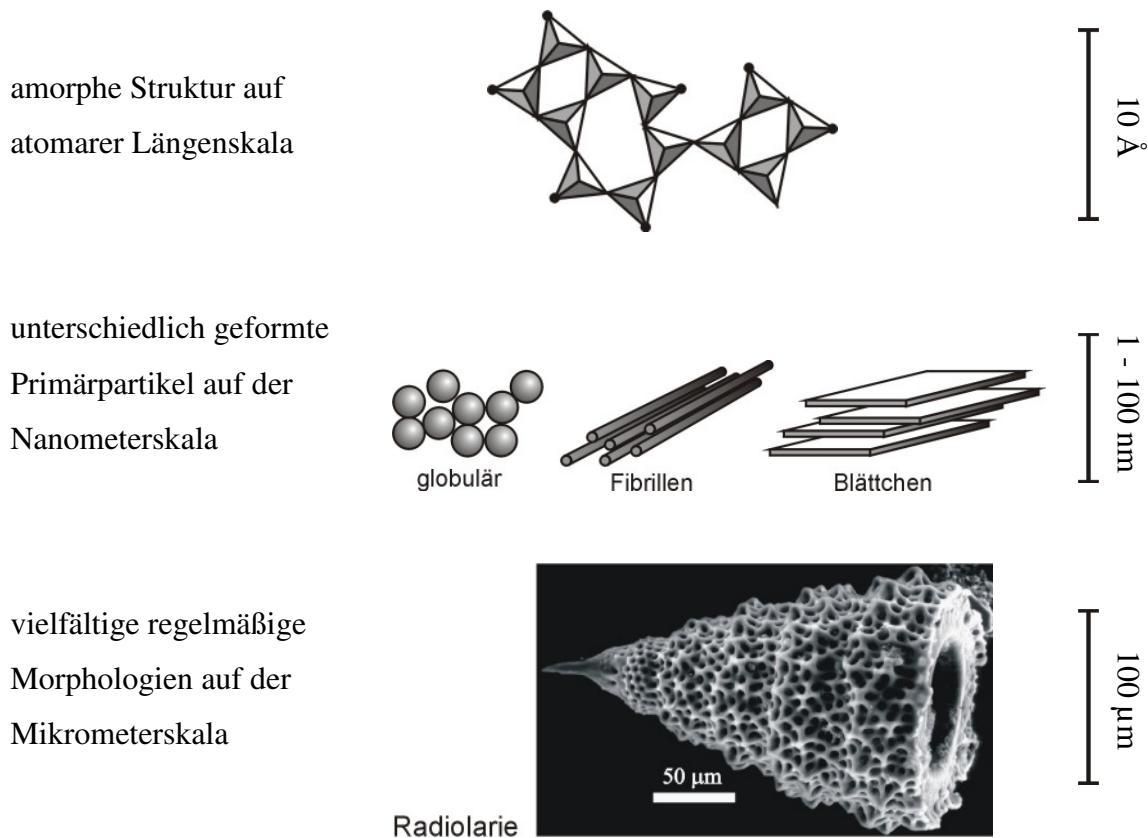 amorphe Struktur auf
atomarer Längenskala
10 Å
unterschiedlich geformte
Primärpartikel auf der
Nanometerskala
globulär
Fibrillen
Blättchen
1 - 100 nm
vielfältige regelmäßige
Morphologien auf der
Mikrometerskala
50 µm
Radiolarie
100 µm